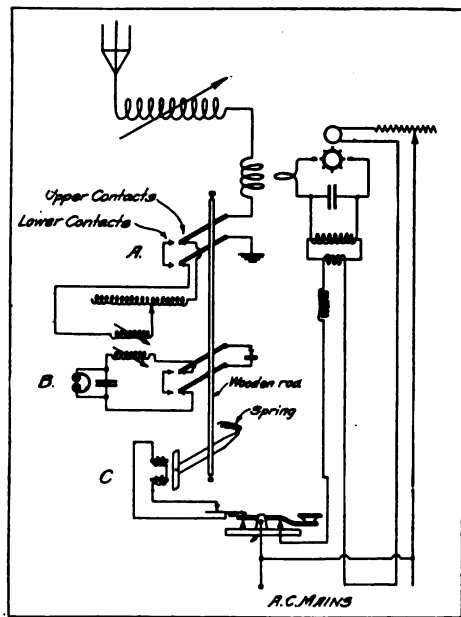 Upper Contacts
Lower Contacts
A.
B.
Wooden rod
Spring
C
A.C. MAINS